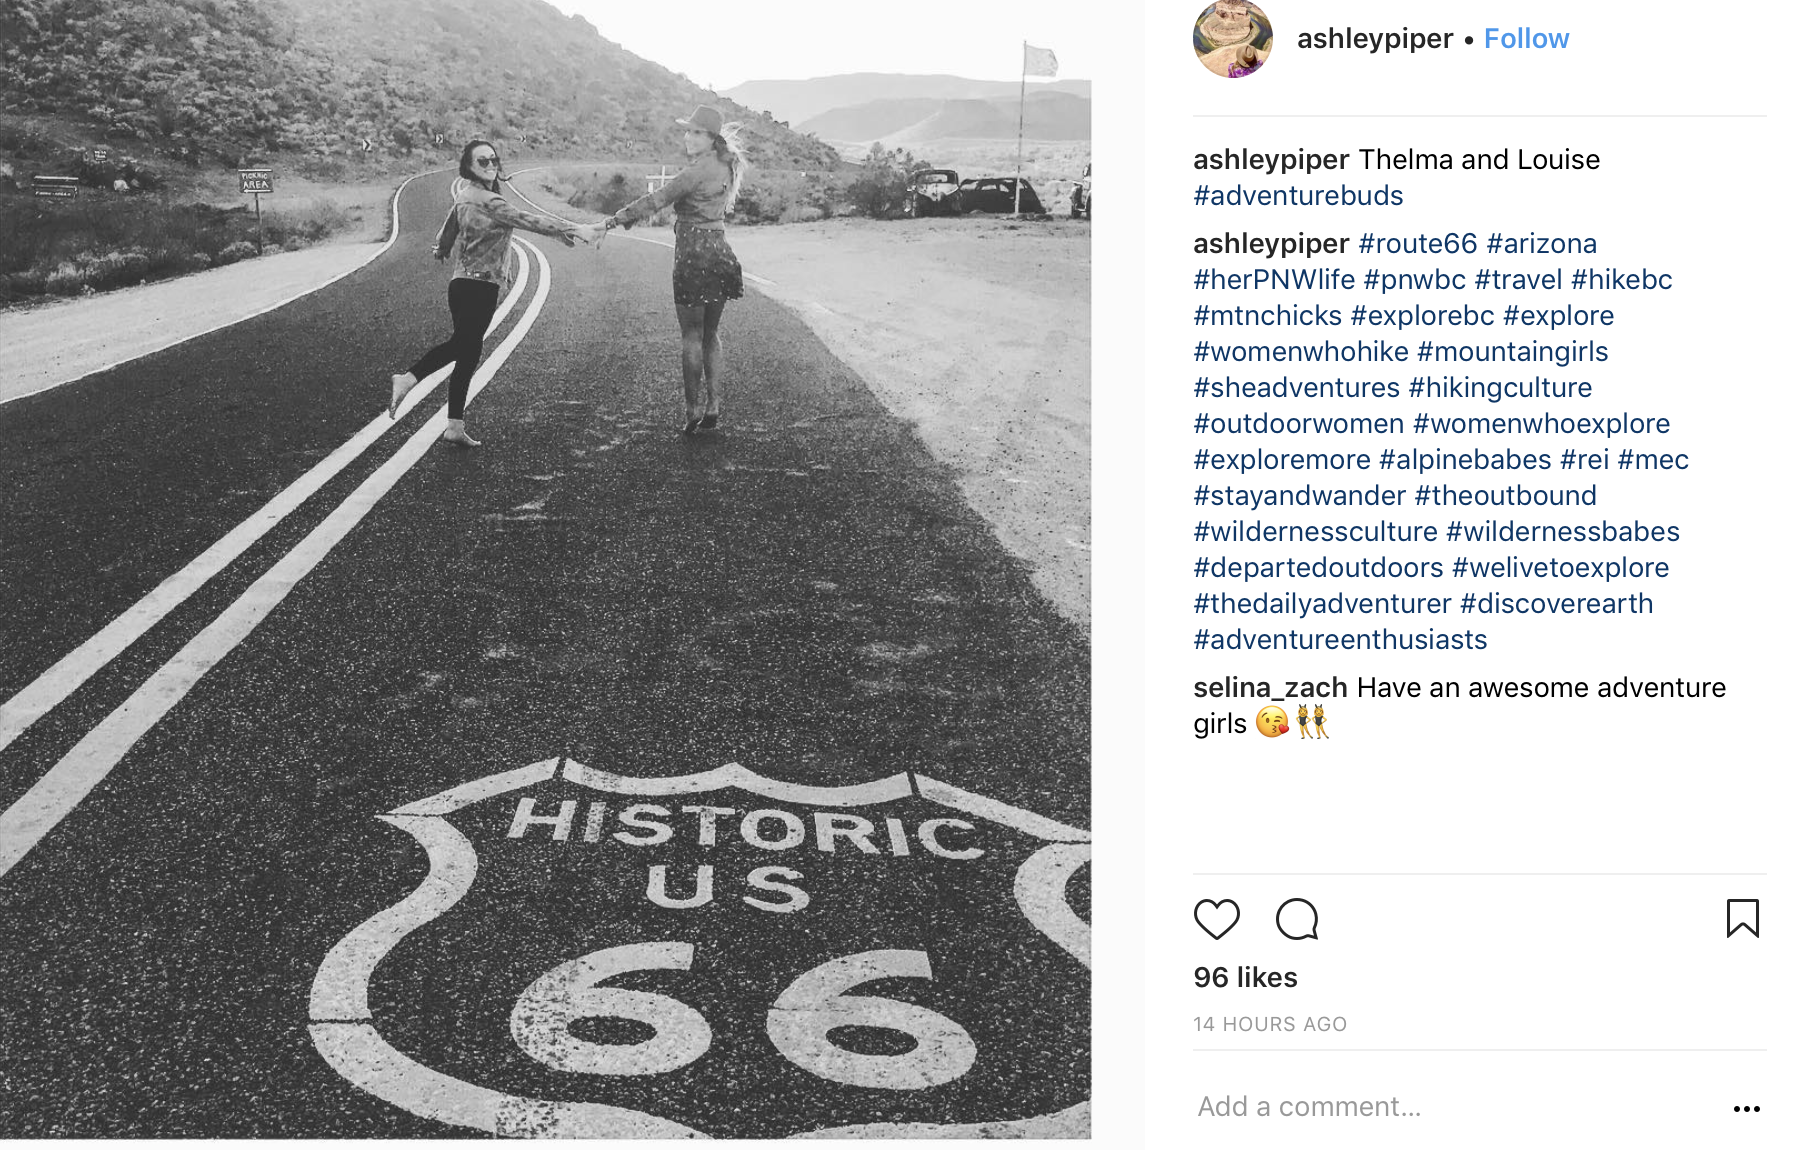 PICKNIC
AREA
HISTORIC
US
66
ashleypiper • Follow
ashleypiper Thelma and Louise
#adventurebuds
ashleypiper #route66 #arizona
#herPNWlife #pnwbc #travel #hikebc
#mtnchicks #explorebc #explore
#womenwhohike #mountaingirls
#sheadventures #hikingculture
#outdoorwomen #womenwhoexplore
#exploremore #alpinebabes #rei #mec
#stayandwander #theoutbound
#wildernessculture #wildernessbabes
#departedoutdoors #welivetoexplore
#thedailyadventurer #discoverearth
#adventureenthusiasts
selina_zach Have an awesome adventure
girls 😘👯
96 likes
14 HOURS AGO
Add a comment...